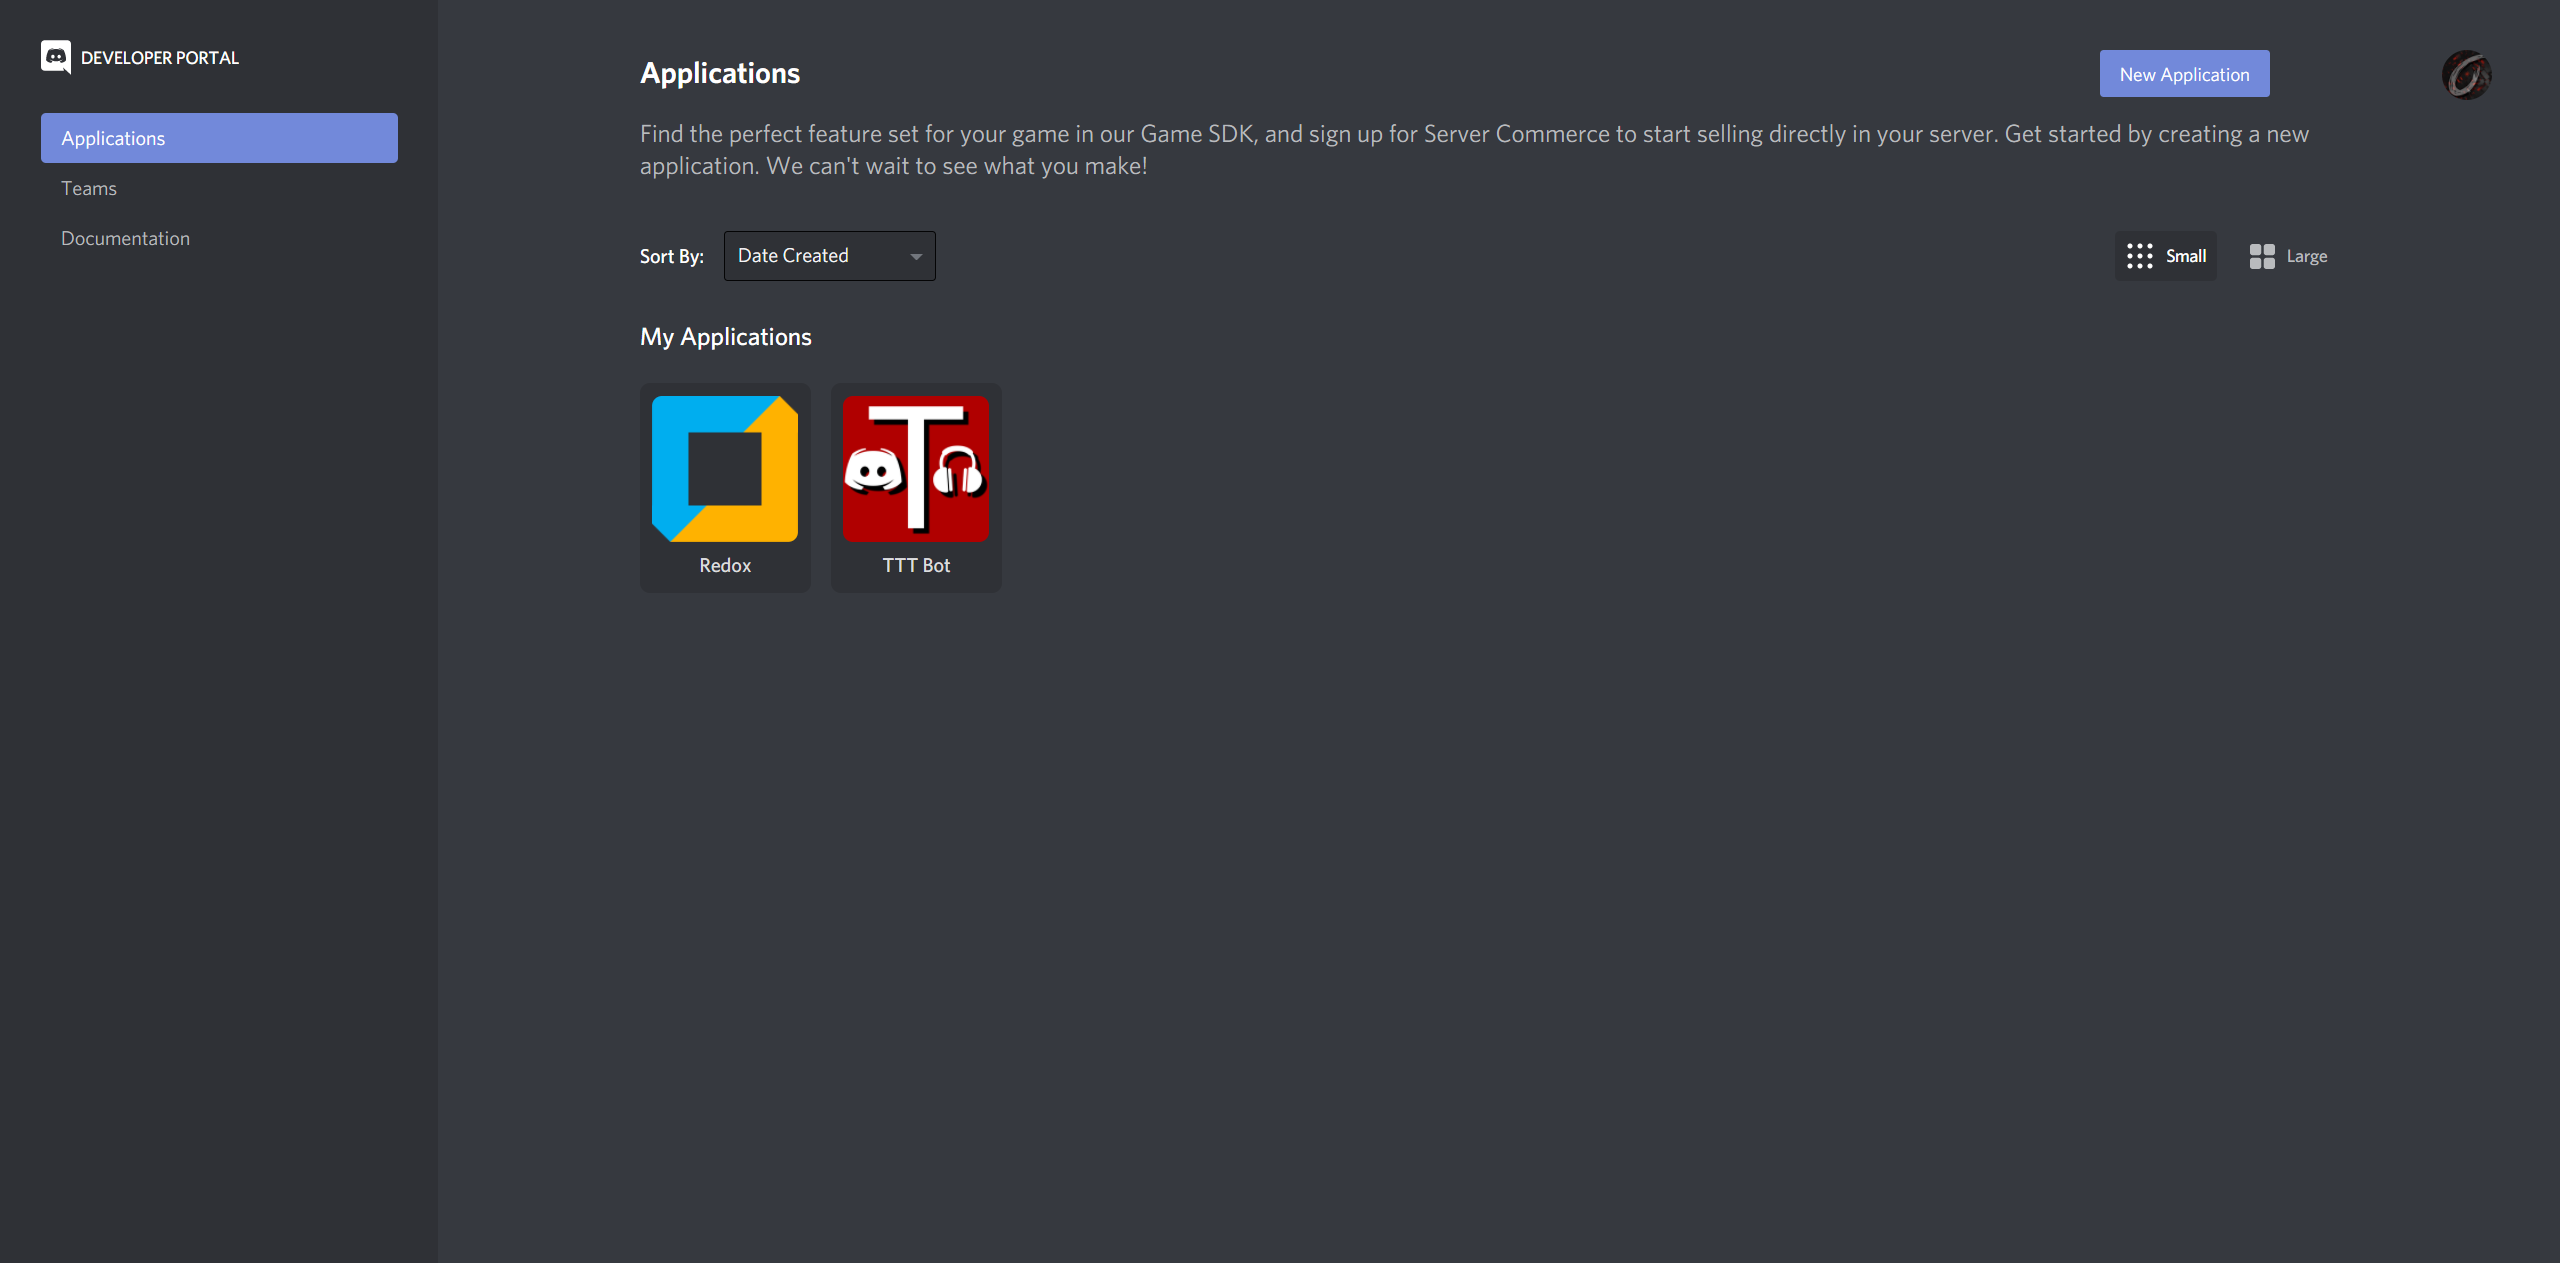 DEVELOPER PORTAL
Applications
Teams
Documentation
Applications
New Application
Find the perfect feature set for your game in our Game SDK, and sign up for Server Commerce to start selling directly in your server. Get started by creating a new
application. We can't wait to see what you make!
Sort By: Date Created
Small Large
My Applications
T
Redox TTT Bot